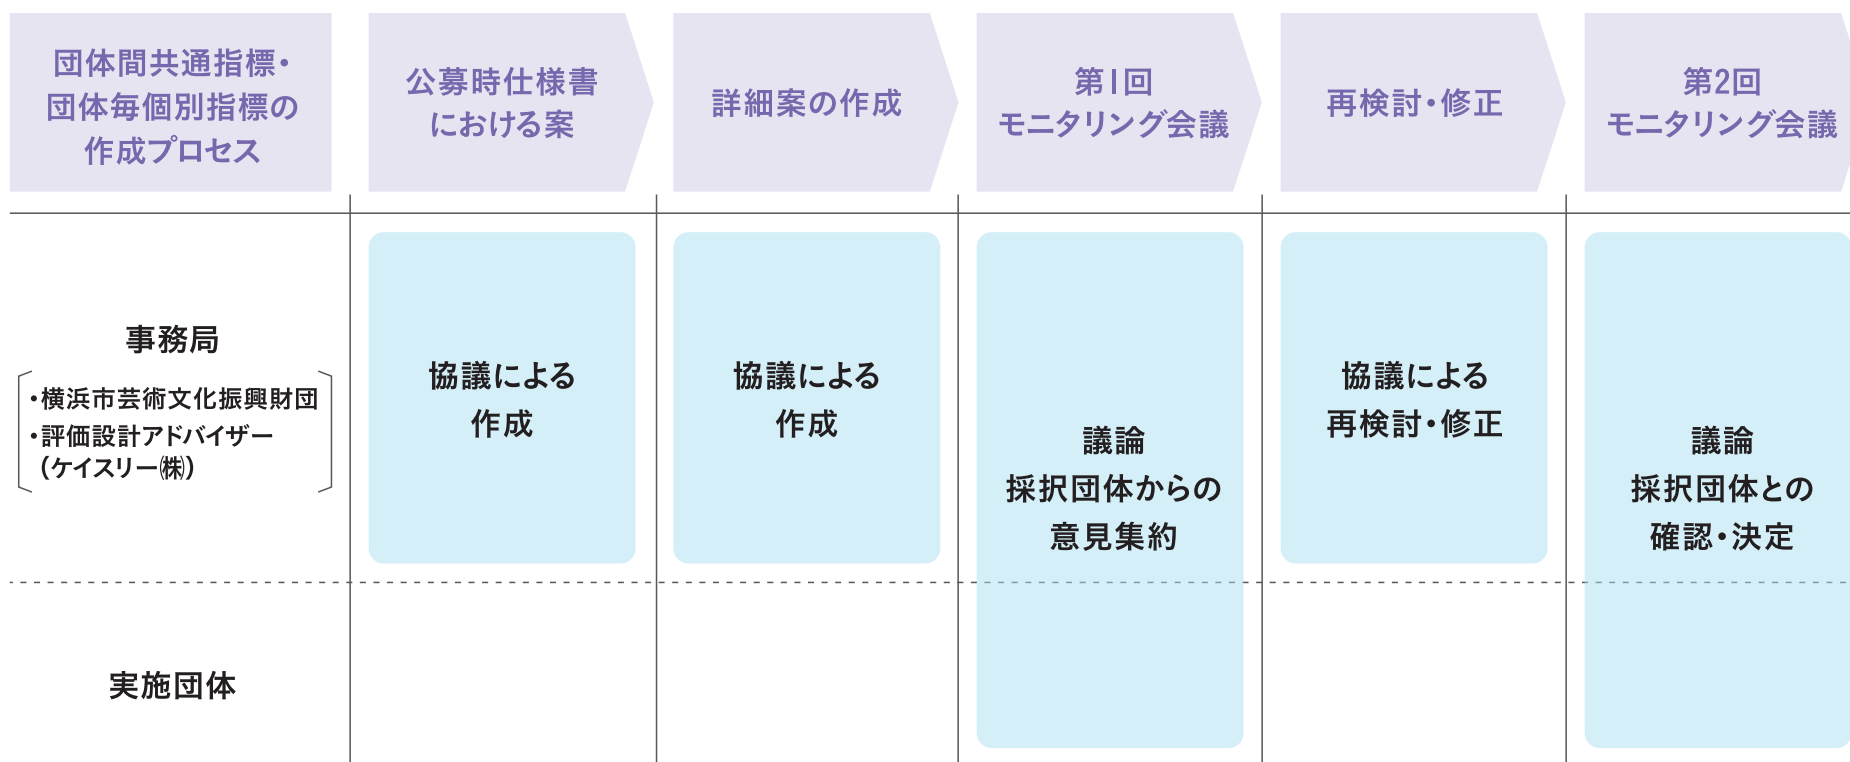 団体間共通指標・
団体毎個別指標の
作成プロセス
公募時仕様書
における案
詳細案の作成
第1回
モニタリング会議
再検討・修正
第2回
モニタリング会議
事務局
・横浜市芸術文化振興財団
・評価設計アドバイザー
（ケイスリー㈱）
協議による
作成
協議による
作成
議論
採択団体からの
意見集約
協議による
再検討・修正
議論
採択団体との
確認・決定
実施団体